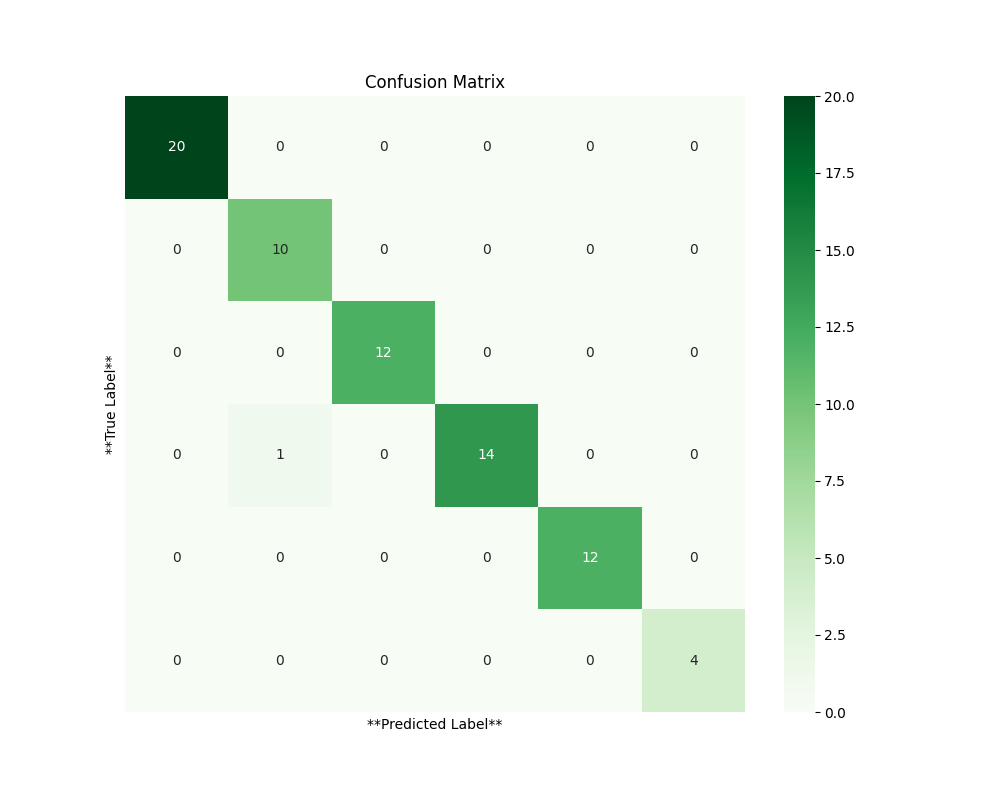 Confusion Matrix
20 0 0 0 0 0
0 10 0 0 0 0
0 0 12 0 0 0
0 1 0 14 0 0
0 0 0 0 12 0
0 0 0 0 0 4
**True Label**
**Predicted Label**
20.0
17.5
15.0
12.5
10.0
7.5
5.0
2.5
0.0